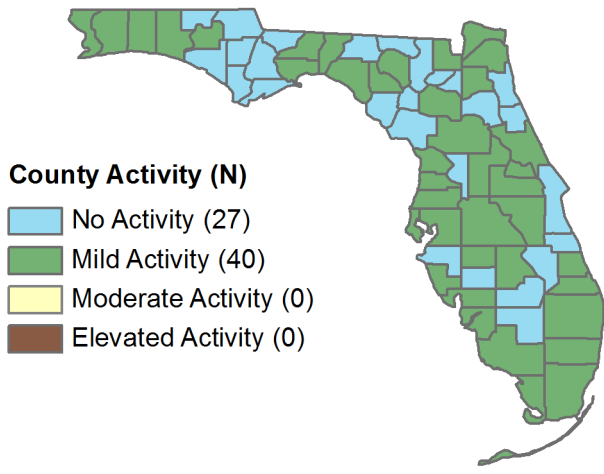 County Activity (N)
No Activity (27)
Mild Activity (40)
Moderate Activity (0)
Elevated Activity (0)